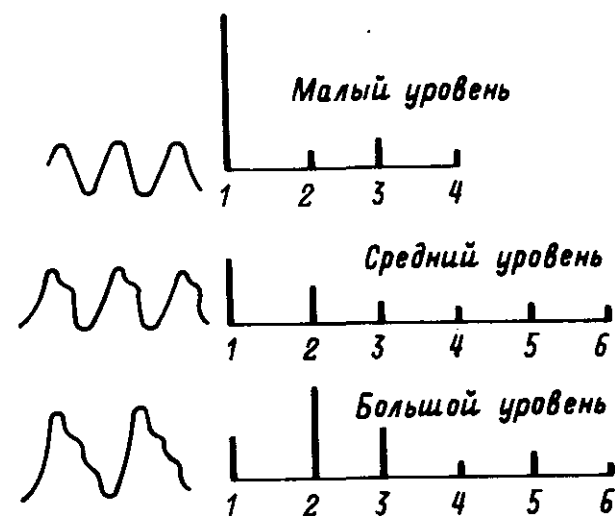 Малый уровень
1 2 3 4
Средний уровень
1 2 3 4 5 6
Большой уровень
1 2 3 4 5 6